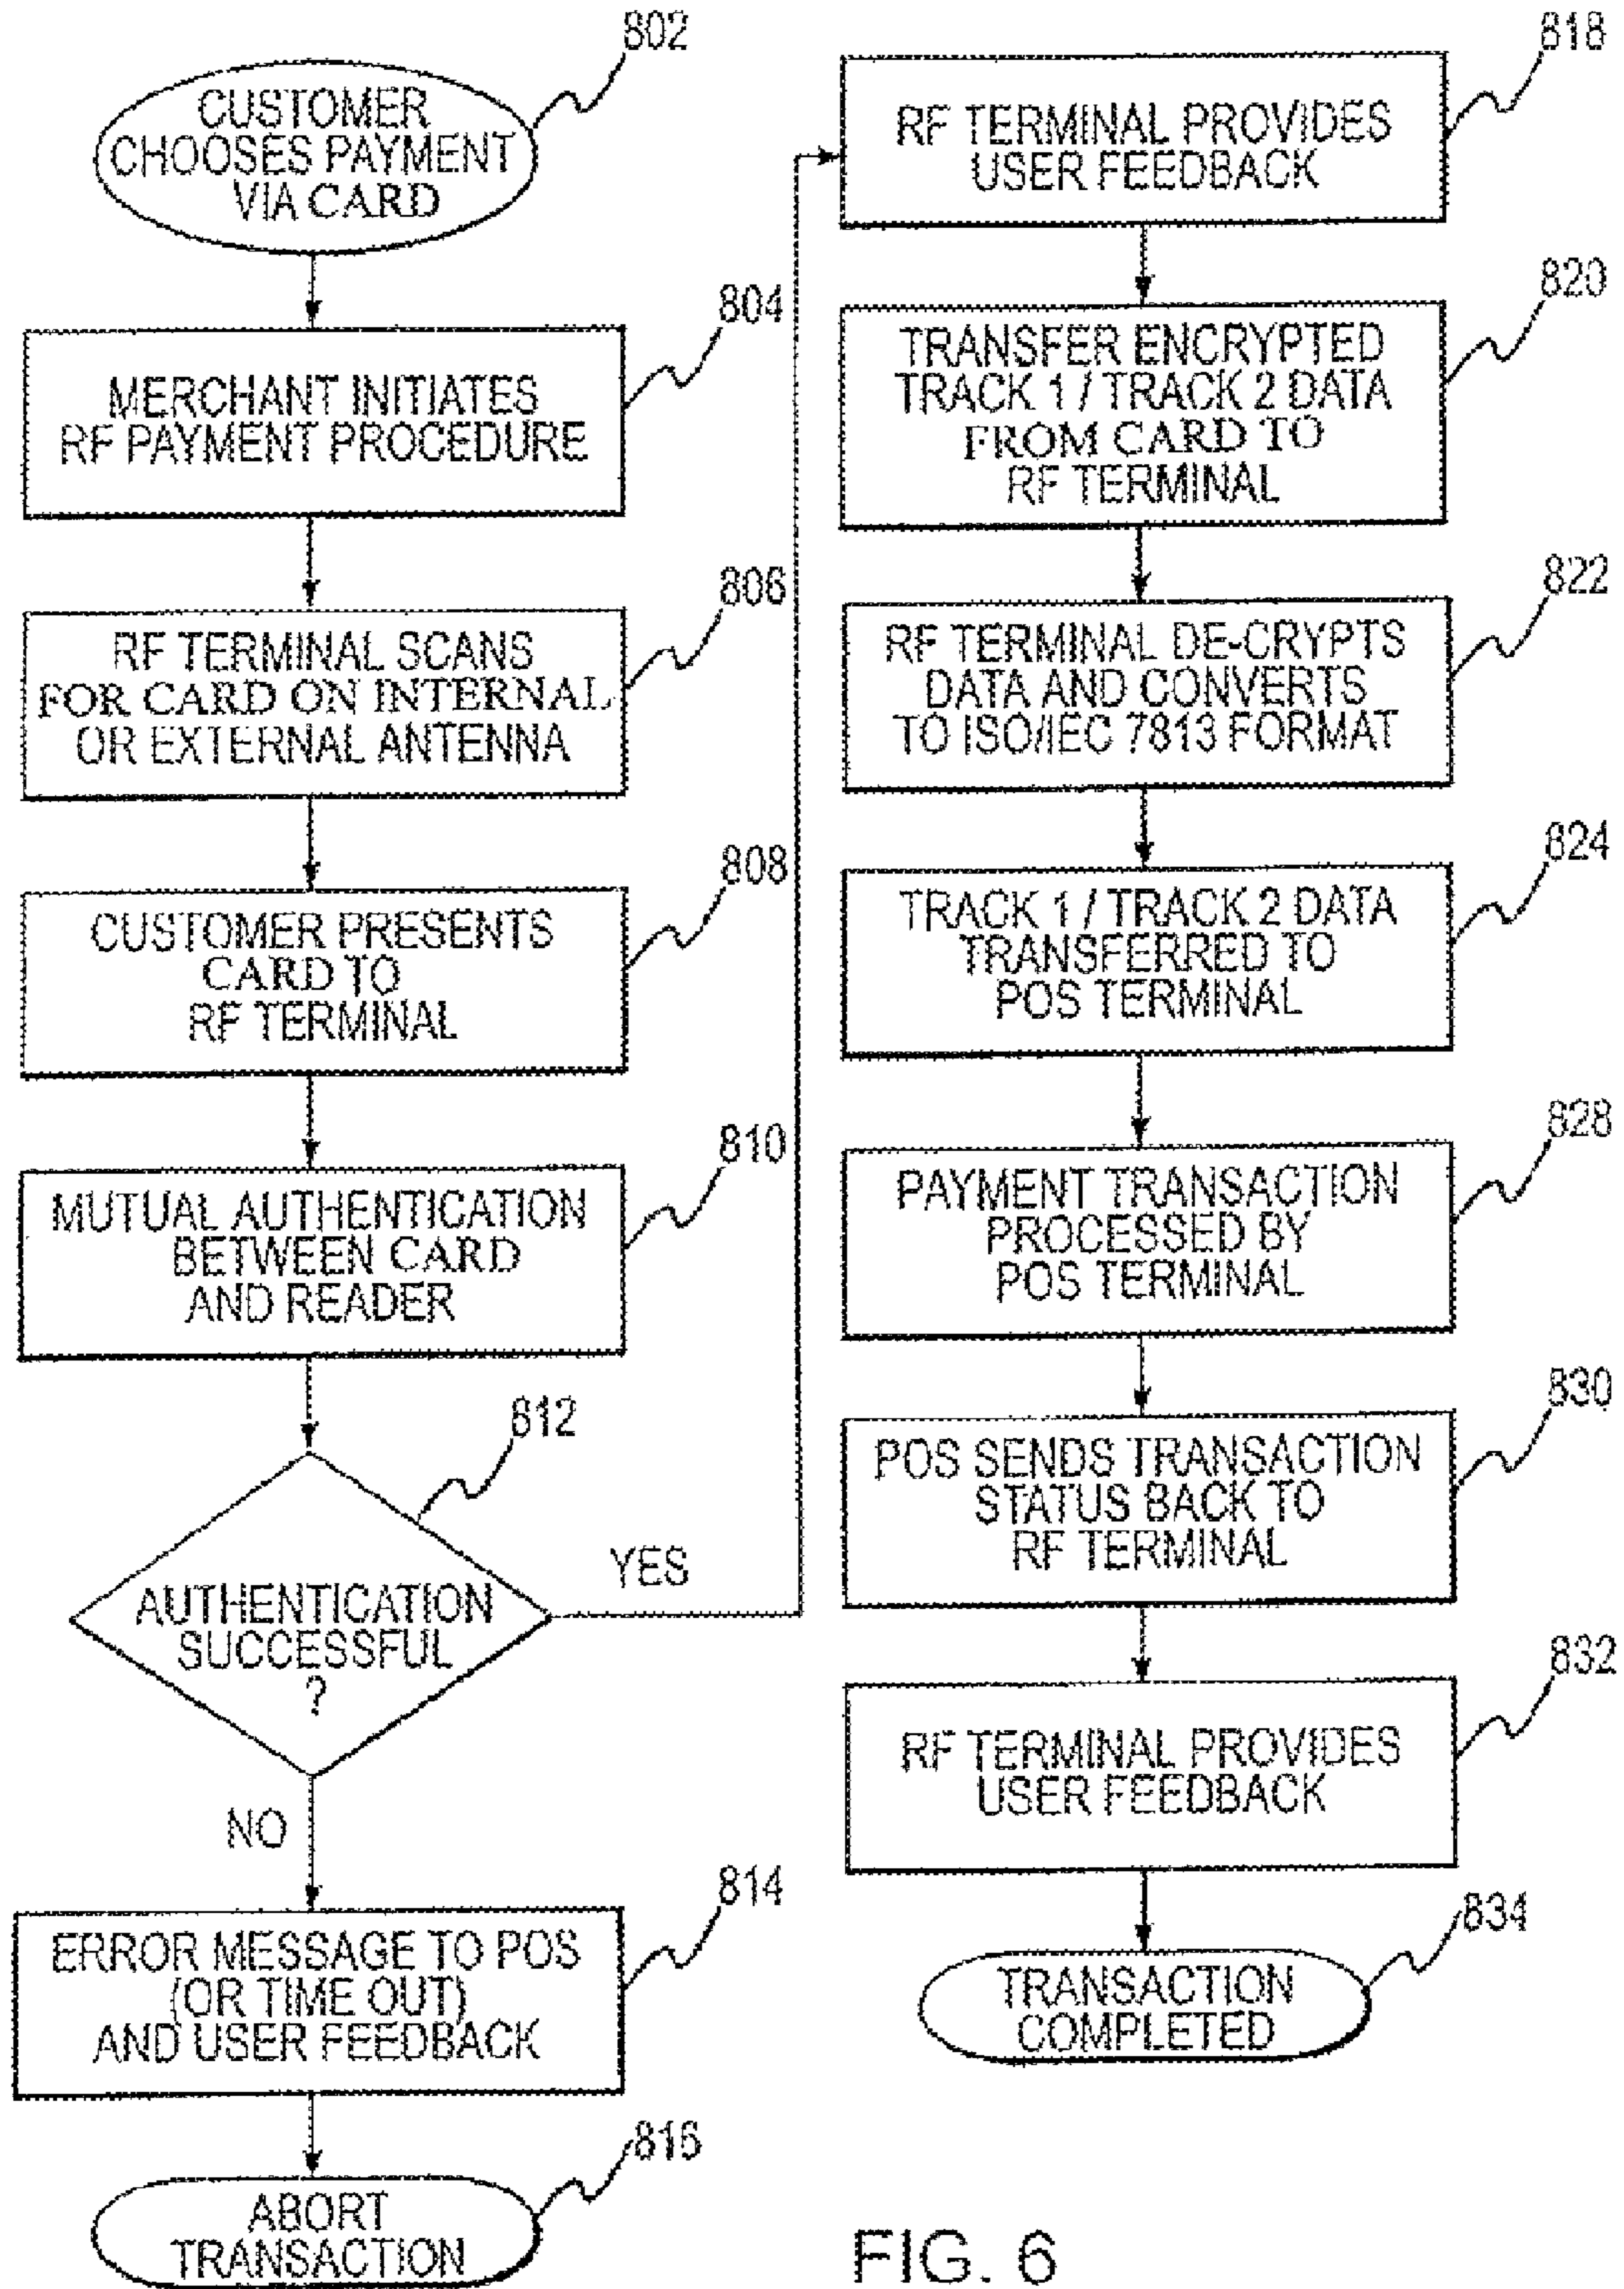 802
CUSTOMER
CHOOSES PAYMENT
VIA CARD
804
MERCHANT INITIATES
RF PAYMENT PROCEDURE
806
RF TERMINAL SCANS
FOR CARD ON INTERNAL
OR EXTERNAL ANTENNA
808
CUSTOMER PRESENTS
CARD TO
RF TERMINAL
810
MUTUAL AUTHENTICATION
BETWEEN CARD
AND READER
812
AUTHENTICATION
SUCCESSFUL
?
YES
NO
814
ERROR MESSAGE TO POS
(OR TIME OUT)
AND USER FEEDBACK
816
ABORT
TRANSACTION
818
RF TERMINAL PROVIDES
USER FEEDBACK
820
TRANSFER ENCRYPTED
TRACK 1 / TRACK 2 DATA
FROM CARD TO
RF TERMINAL
822
RF TERMINAL DE-CRYPTS
DATA AND CONVERTS
TO ISO/IEC 7813 FORMAT
824
TRACK 1 / TRACK 2 DATA
TRANSFERRED TO
POS TERMINAL
828
PAYMENT TRANSACTION
PROCESSED BY
POS TERMINAL
830
POS SENDS TRANSACTION
STATUS BACK TO
RF TERMINAL
832
RF TERMINAL PROVIDES
USER FEEDBACK
834
TRANSACTION
COMPLETED
FIG. 6